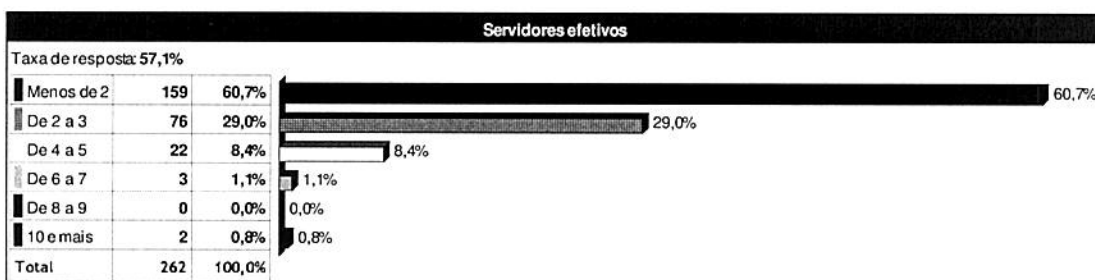 Servidores efetivos
Taxa de resposta: 57,1%
Menos de 2 159 60,7% 60,7%
De 2 a 3 76 29,0% 29,0%
De 4 a 5 22 8,4% 8,4%
De 6 a 7 3 1,1% 1,1%
De 8 a 9 0 0,0% 0,0%
10 e mais 2 0,8% 0,8%
Total 262 100,0%